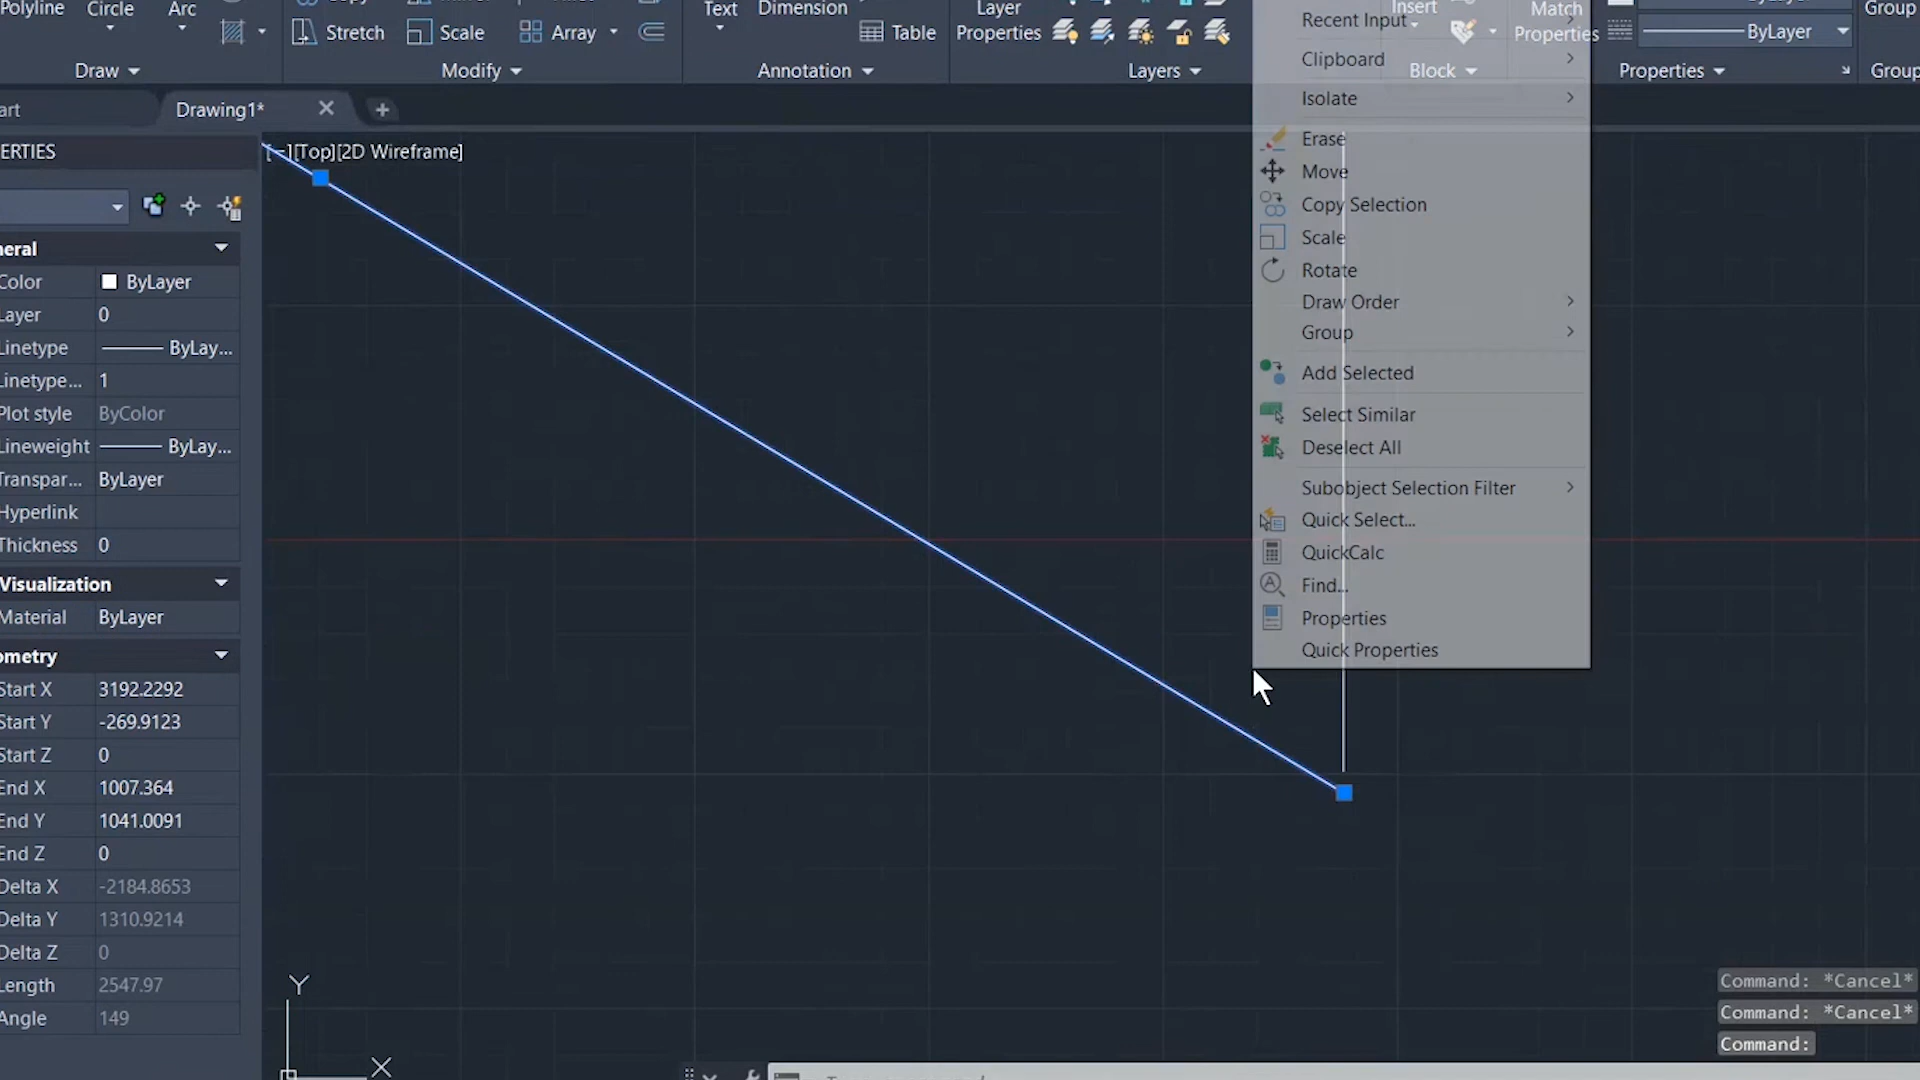 Polyline
Circle
Arc
Text
Dimension
Layer
Properties
Stretch
Scale
Array
Table
Recent Input
Insert
Match
Properties
ByLayer
Group
Draw
Modify
Annotation
Layers
Clipboard
Block
Properties
Group
Drawing1*
[Top][2D Wireframe]
Isolate
Erase
Move
Copy Selection
Scale
Rotate
Draw Order
Group
Add Selected
Select Similar
Deselect All
Subobject Selection Filter
Quick Select...
QuickCalc
Find...
Properties
Quick Properties
ERTIES
neral
Color ByLayer
Layer 0
Linetype ByLay...
Linetype... 1
Plot style ByColor
Lineweight ByLay...
Transpar... ByLayer
Hyperlink
Thickness 0
Visualization
Material ByLayer
ometry
Start X 3192.2292
Start Y -269.9123
Start Z 0
End X 1007.364
End Y 1041.0091
End Z 0
Delta X -2184.8653
Delta Y 1310.9214
Delta Z 0
Length 2547.97
Angle 149
Y
X
Command: *Cancel*
Command: *Cancel*
Command: